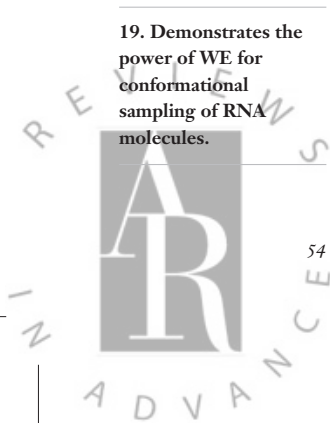 19. Demonstrates the
power of WE for
conformational
sampling of RNA
molecules.
REVIEWS
AR
IN ADVANCE
54